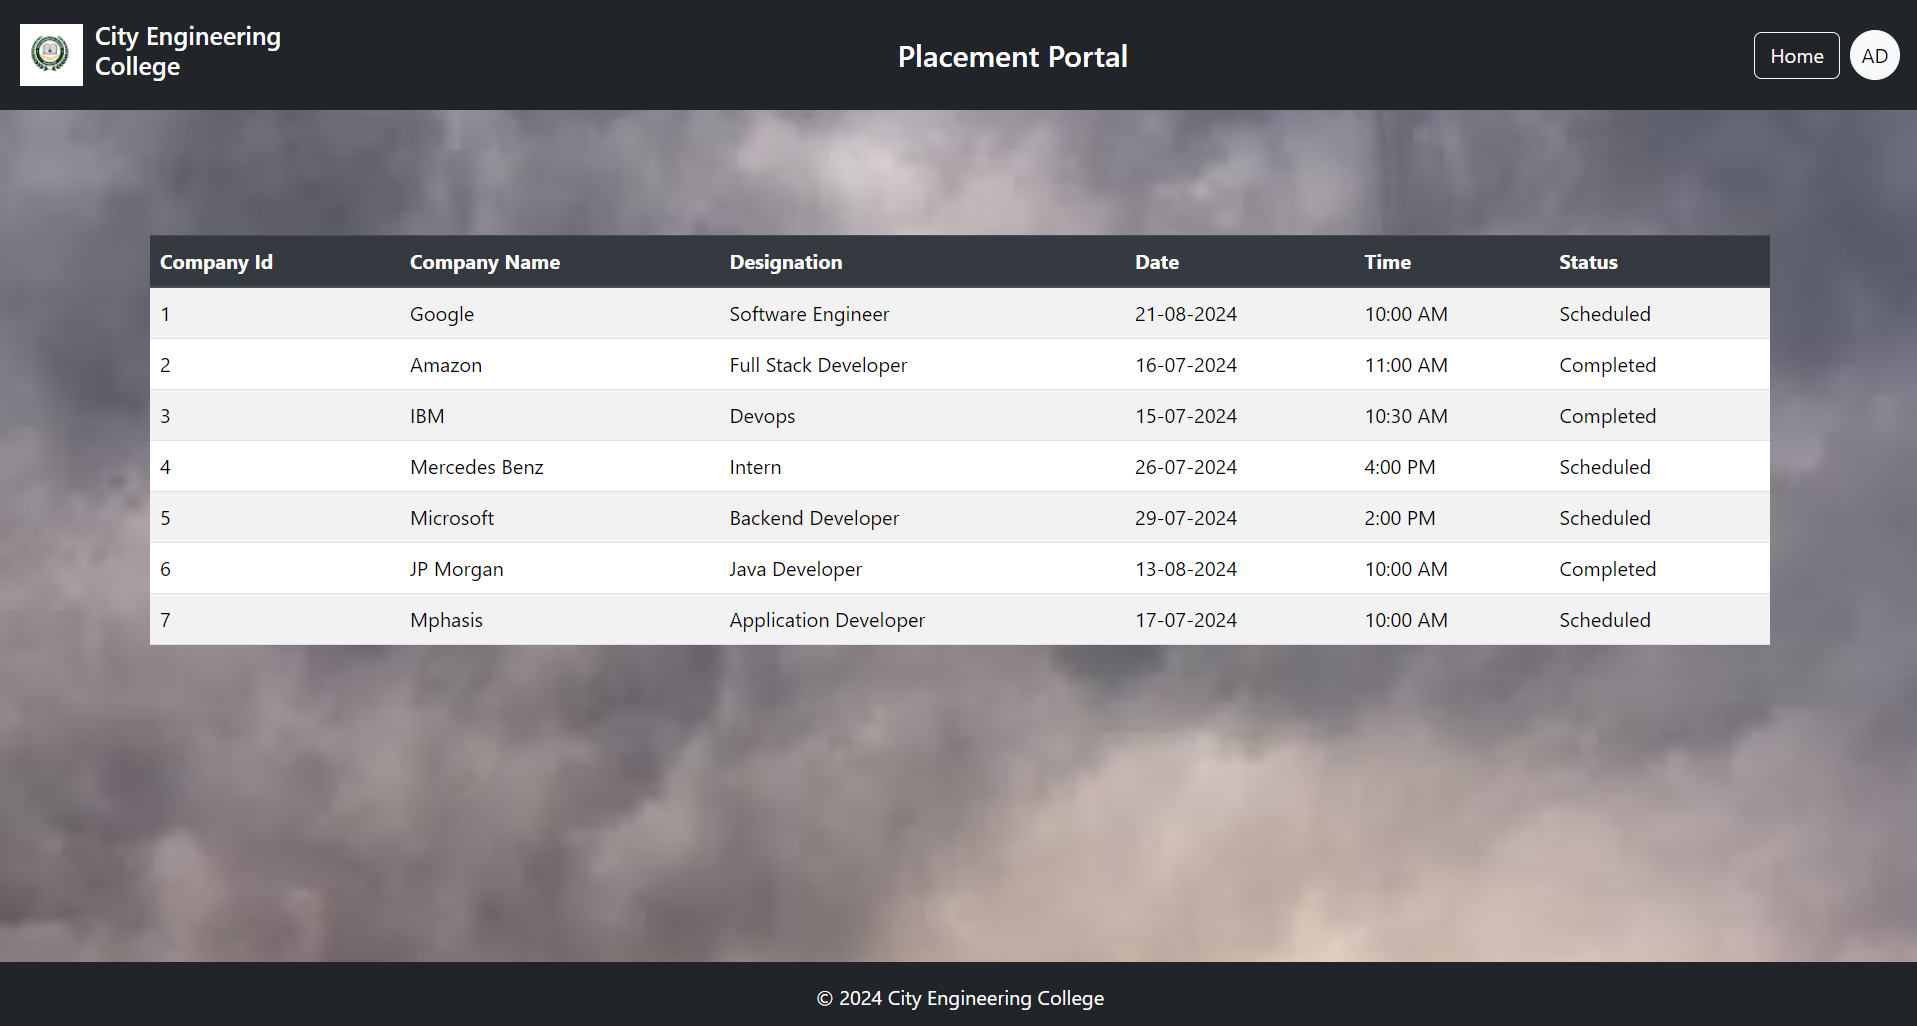 City Engineering
College
Placement Portal
Home
AD
Company Id Company Name Designation Date Time Status
1 Google Software Engineer 21-08-2024 10:00 AM Scheduled
2 Amazon Full Stack Developer 16-07-2024 11:00 AM Completed
3 IBM Devops 15-07-2024 10:30 AM Completed
4 Mercedes Benz Intern 26-07-2024 4:00 PM Scheduled
5 Microsoft Backend Developer 29-07-2024 2:00 PM Scheduled
6 JP Morgan Java Developer 13-08-2024 10:00 AM Completed
7 Mphasis Application Developer 17-07-2024 10:00 AM Scheduled
© 2024 City Engineering College